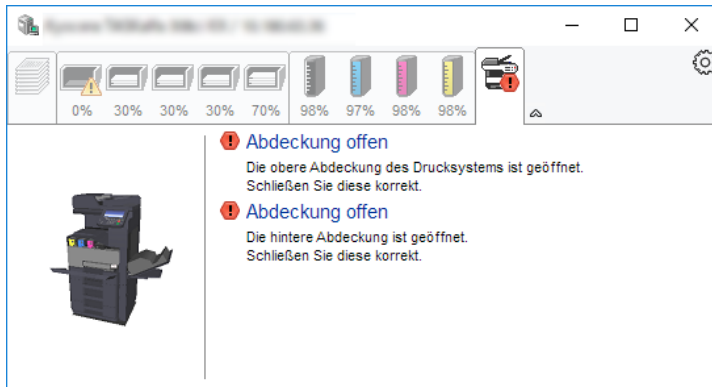 0% 30% 30% 30% 70% 98% 97% 98% 98%
Abdeckung offen
Die obere Abdeckung des Drucksystems ist geöffnet.
Schließen Sie diese korrekt.
Abdeckung offen
Die hintere Abdeckung ist geöffnet.
Schließen Sie diese korrekt.